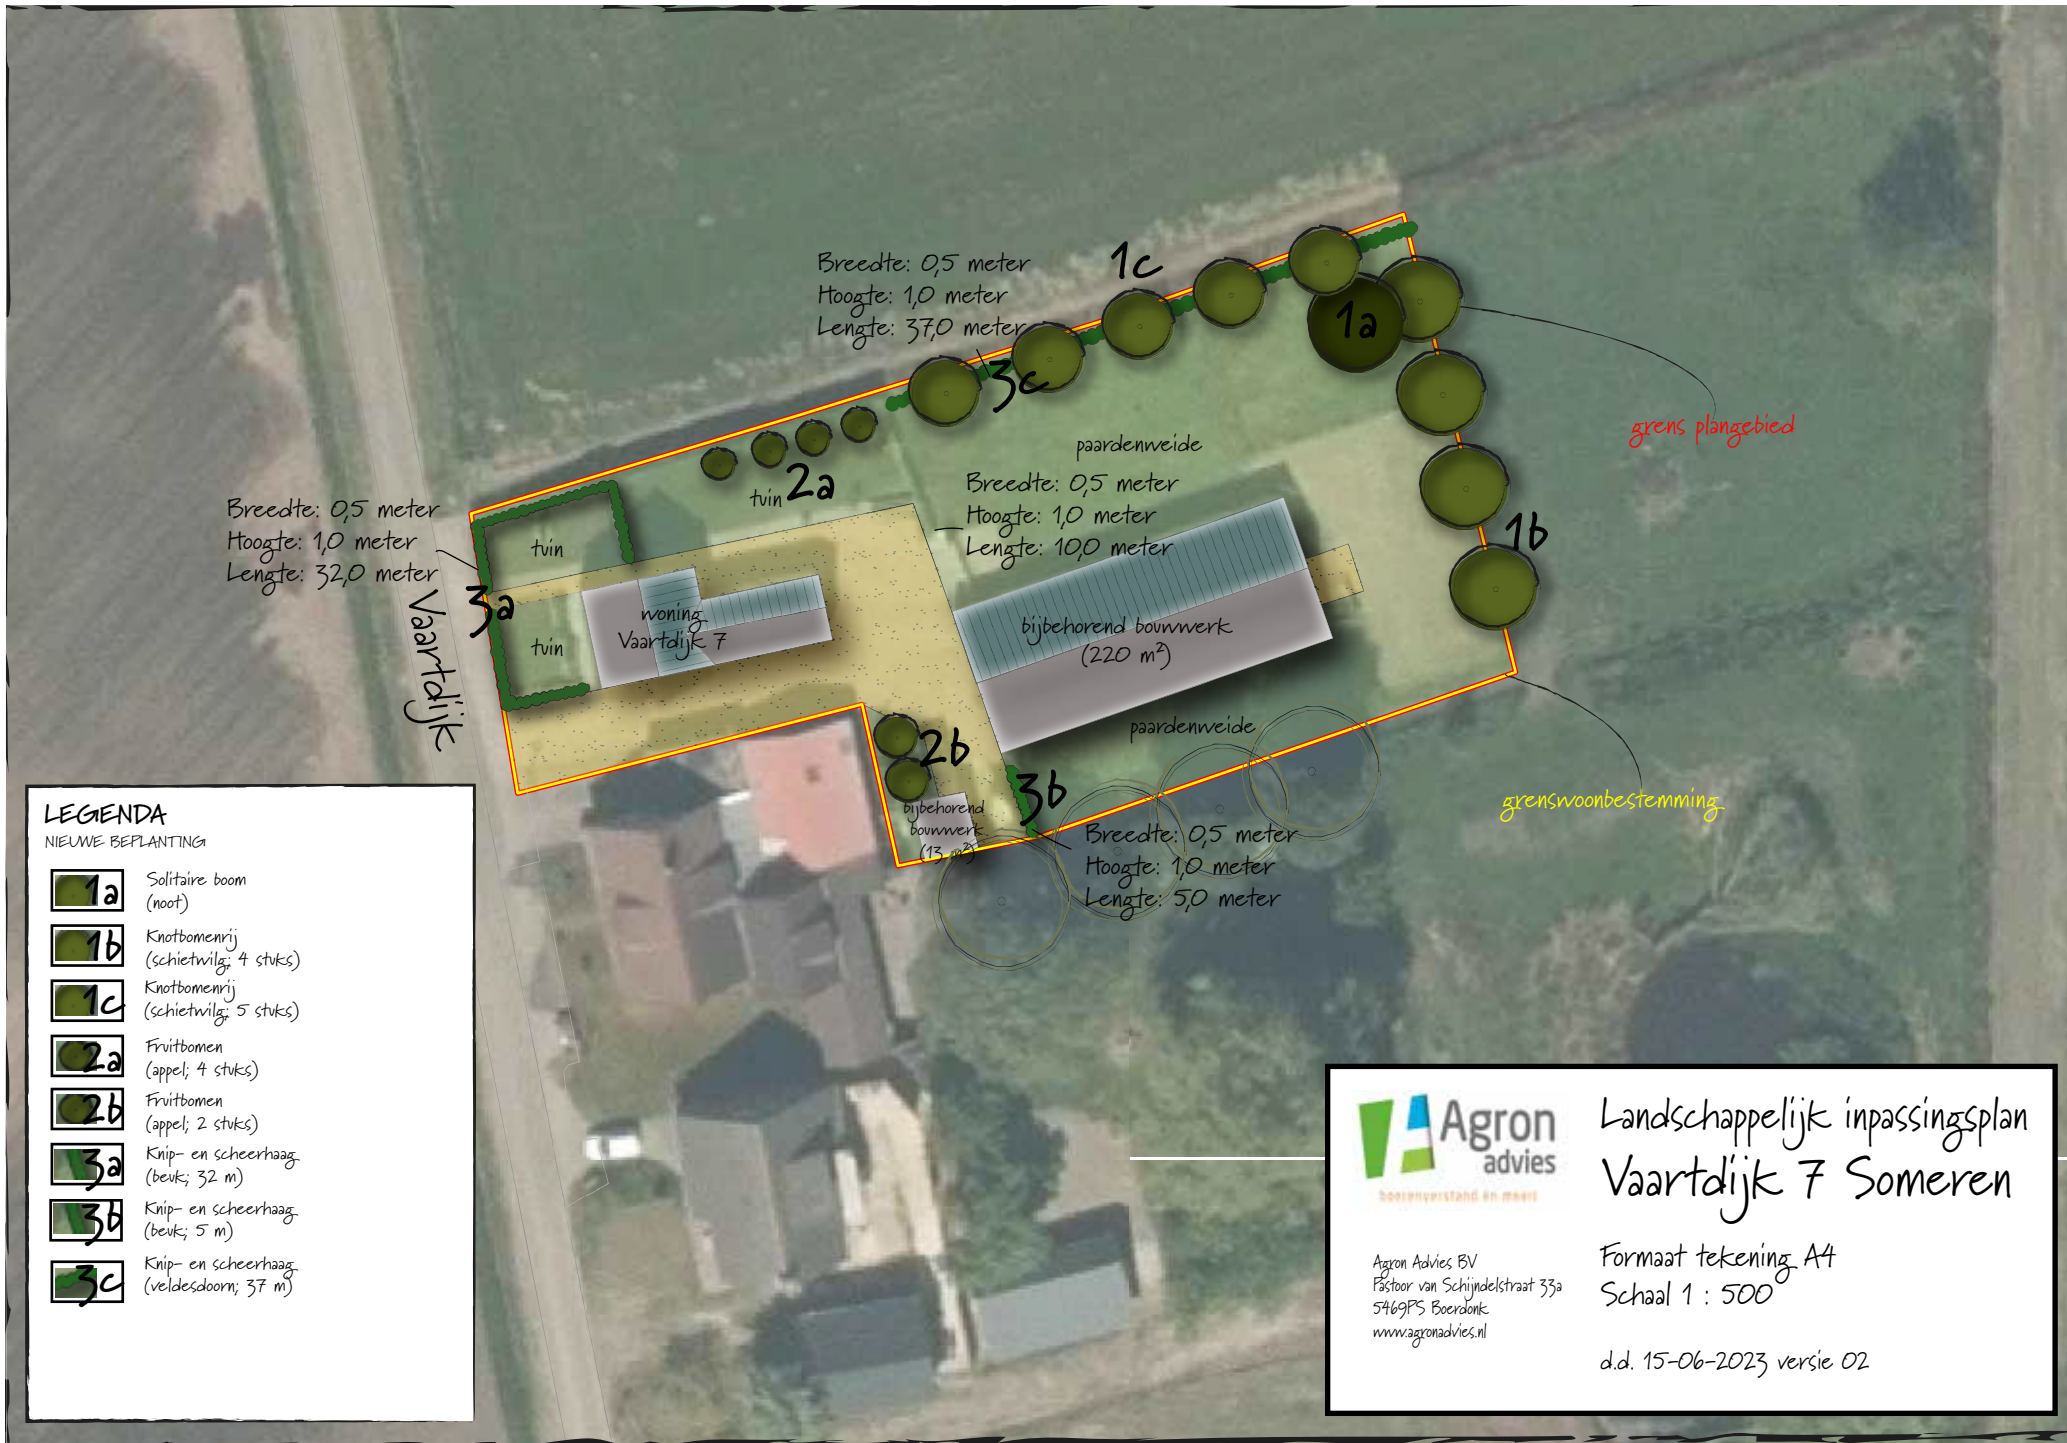 Breedte: 0,5 meter
Hoogte: 1,0 meter
Lengte: 37,0 meter
1c
1a
3c
grens plangebied
paardenweide
2a
tuin
Breedte: 0,5 meter
Hoogte: 1,0 meter
Lengte: 10,0 meter
Breedte: 0,5 meter
Hoogte: 1,0 meter
Lengte: 32,0 meter
tuin
1b
3a
Vaartdijk
woning
Vaartdijk 7
tuin
bijbehorend bouwwerk
(220 m²)
paardenweide
2b
3b
bijbehorend
bouwwerk
(13 m²)
grenswoonbestemming
Breedte: 0,5 meter
Hoogte: 1,0 meter
Lengte: 5,0 meter
LEGENDA
NIEUWE BEPLANTING
1a Solitaire boom
(noot)
1b Knotbomenrij
(schietwilg; 4 stuks)
1c Knotbomenrij
(schietwilg; 5 stuks)
2a Fruitbomen
(appel; 4 stuks)
2b Fruitbomen
(appel; 2 stuks)
3a Knip- en scheerhaag
(beuk; 32 m)
3b Knip- en scheerhaag
(beuk; 5 m)
3c Knip- en scheerhaag
(veldesdoorn; 37 m)
Agron
advies
boerenverstand en meer!
Landschappelijk inpassingsplan
Vaartdijk 7 Someren
Agron Advies BV
Pastoor van Schijndelstraat 33a
5469PS Boerdonk
www.agronadvies.nl
Formaat tekening A4
Schaal 1 : 500
d.d. 15-06-2023 versie 02